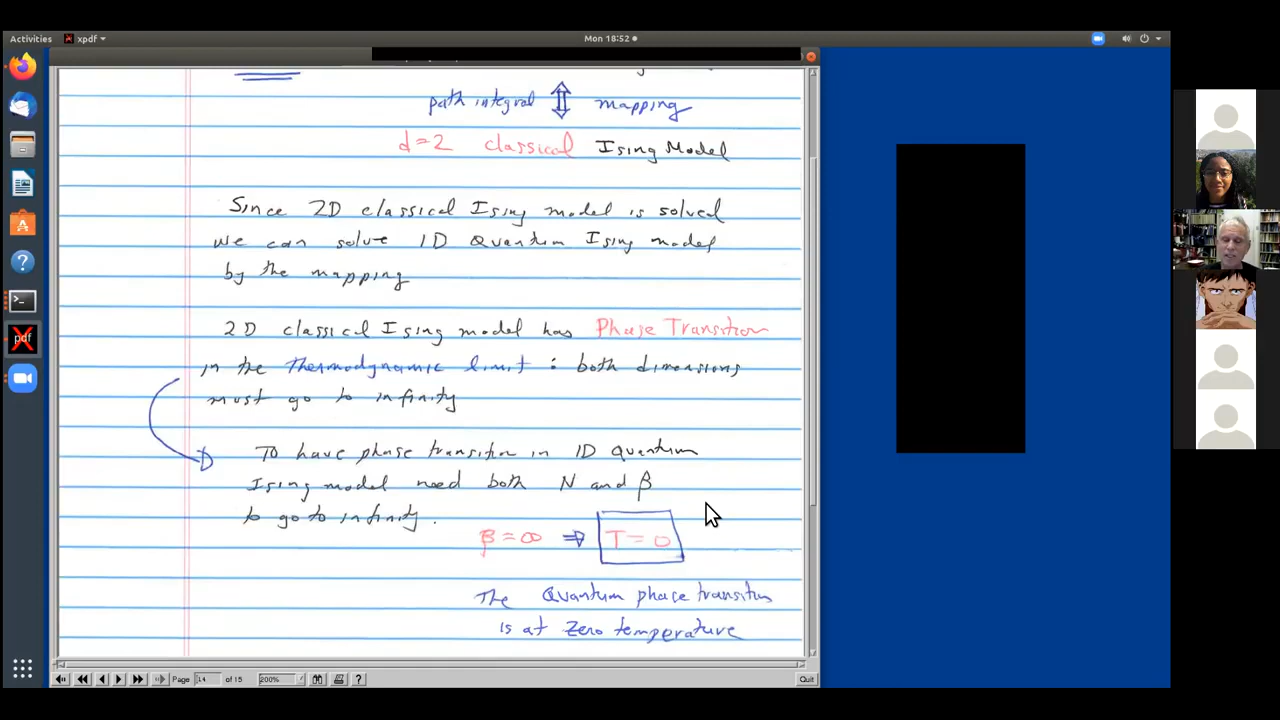 Activities xpdf Mon 18:52
path integral ⇕ mapping
d=2 classical Ising Model
Since 2D classical Ising model is solved
we can solve 1D Quantum Ising model
by the mapping
2D classical Ising model has Phase Transition
in the thermodynamic limit : both dimensions
must go to infinity
To have phase transition in 1D quantum
Ising model need both N and β
to go to infinity.
β = ∞ ⇒ T = 0
The Quantum phase transition
is at zero temperature
Page 14 of 15 200% ? Quit